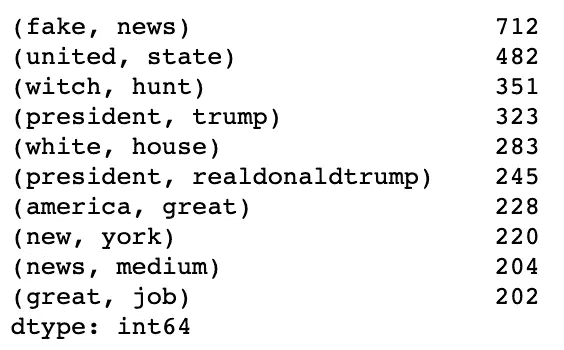 (fake, news) 712
(united, state) 482
(witch, hunt) 351
(president, trump) 323
(white, house) 283
(president, realdonaldtrump) 245
(america, great) 228
(new, york) 220
(news, medium) 204
(great, job) 202
dtype: int64